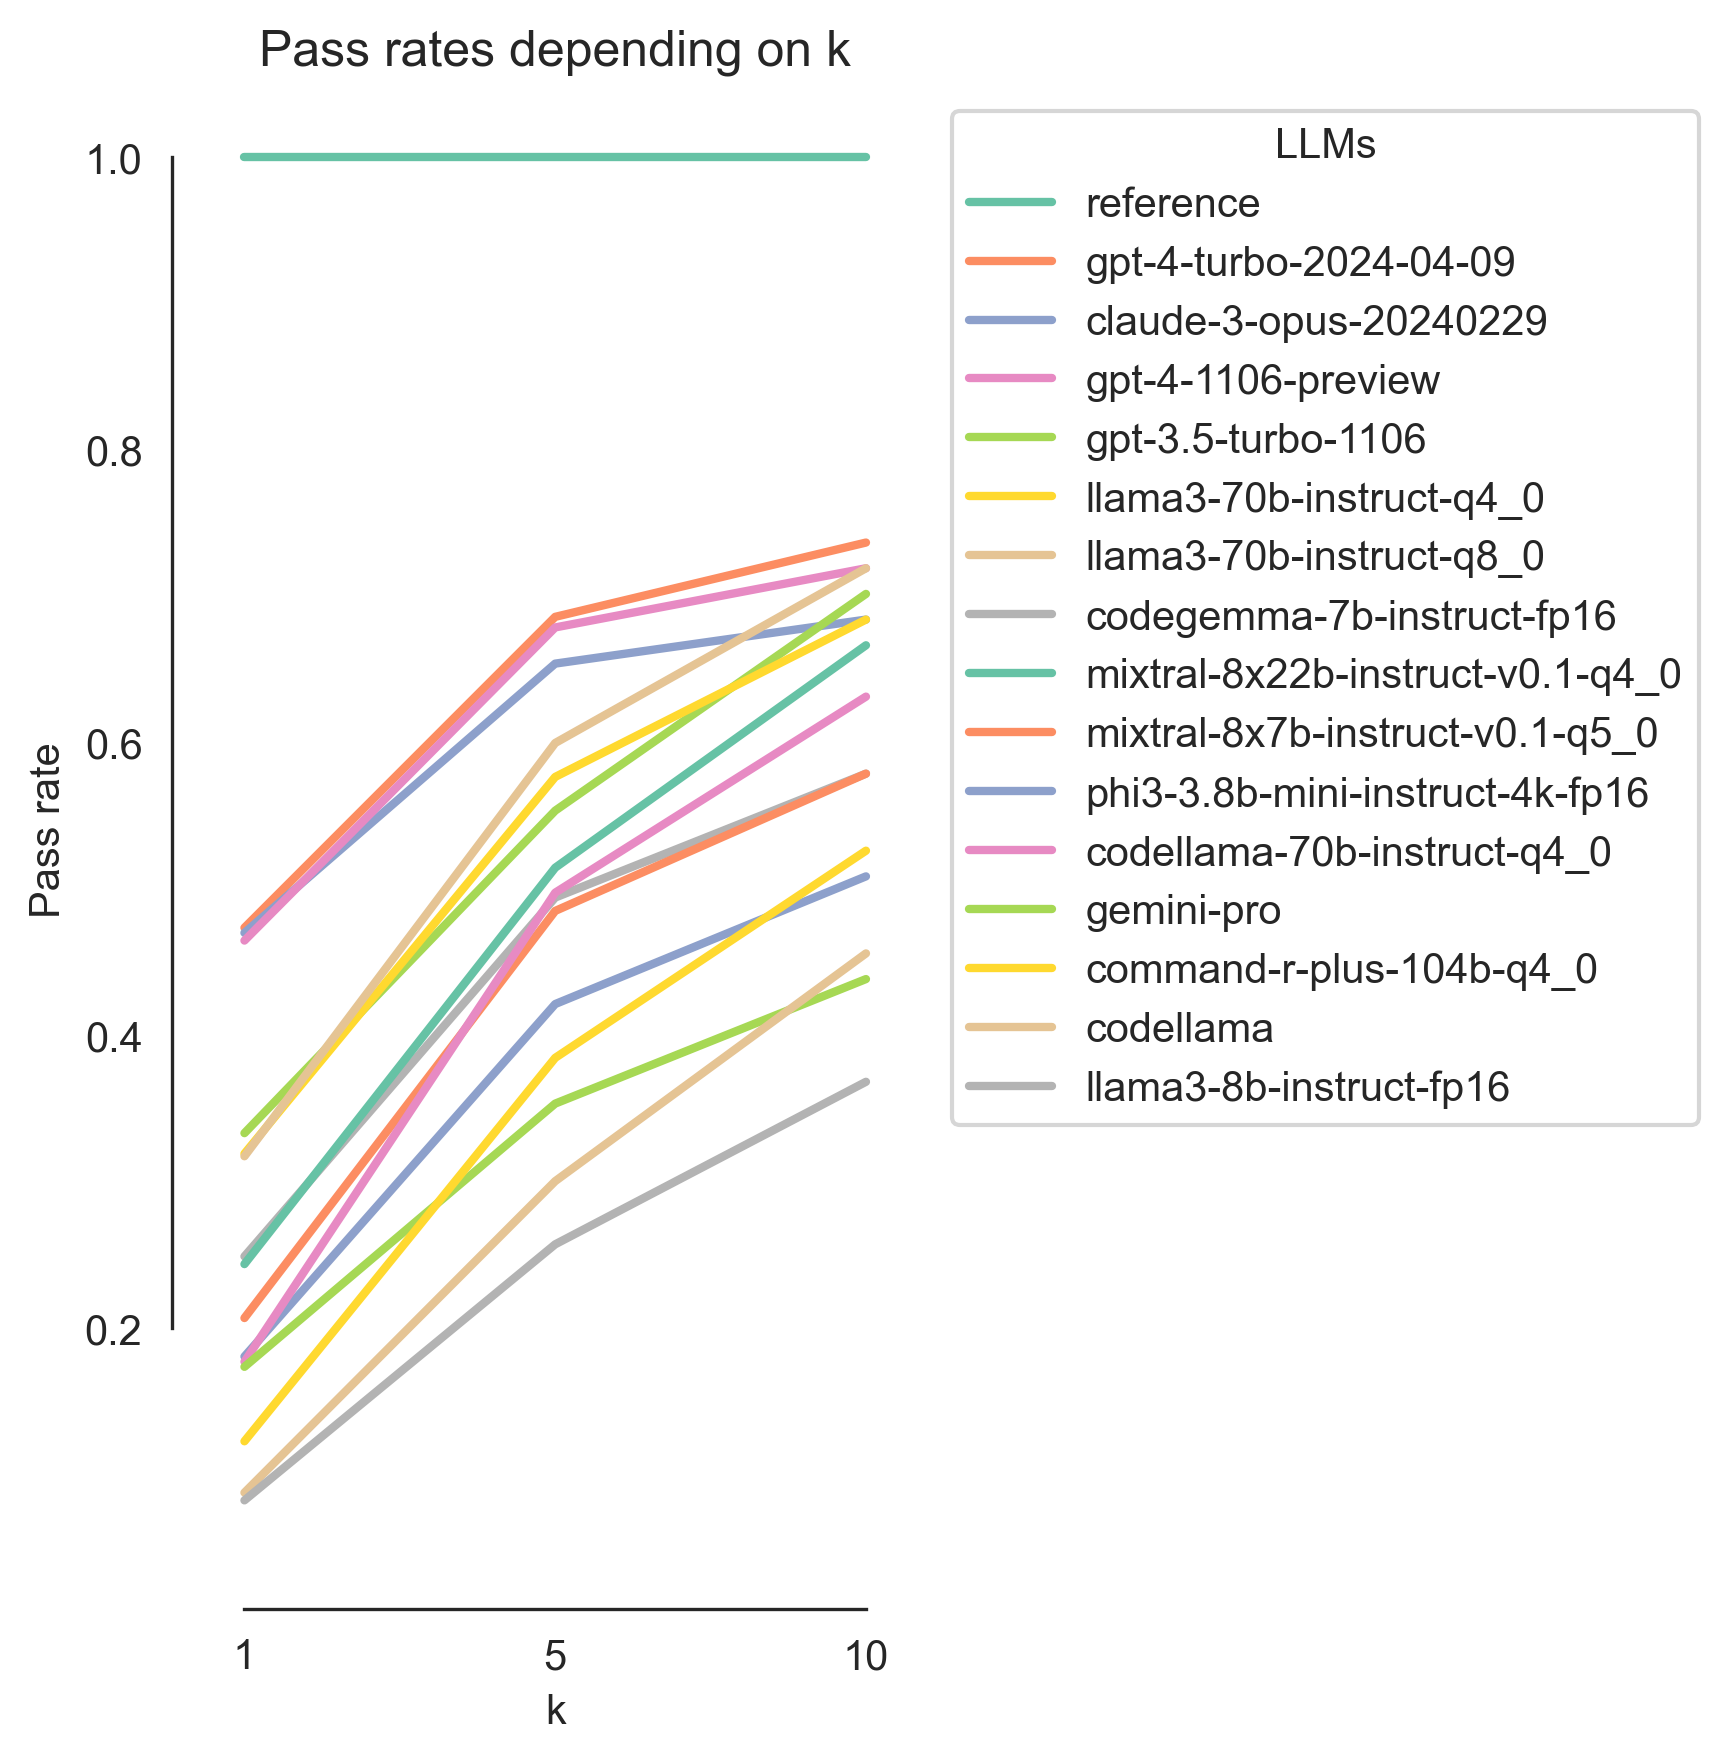 Pass rates depending on k
1.0
0.8
0.6
0.4
0.2
Pass rate
1 5 10
k
LLMs
reference
gpt-4-turbo-2024-04-09
claude-3-opus-20240229
gpt-4-1106-preview
gpt-3.5-turbo-1106
llama3-70b-instruct-q4_0
llama3-70b-instruct-q8_0
codegemma-7b-instruct-fp16
mixtral-8x22b-instruct-v0.1-q4_0
mixtral-8x7b-instruct-v0.1-q5_0
phi3-3.8b-mini-instruct-4k-fp16
codellama-70b-instruct-q4_0
gemini-pro
command-r-plus-104b-q4_0
codellama
llama3-8b-instruct-fp16